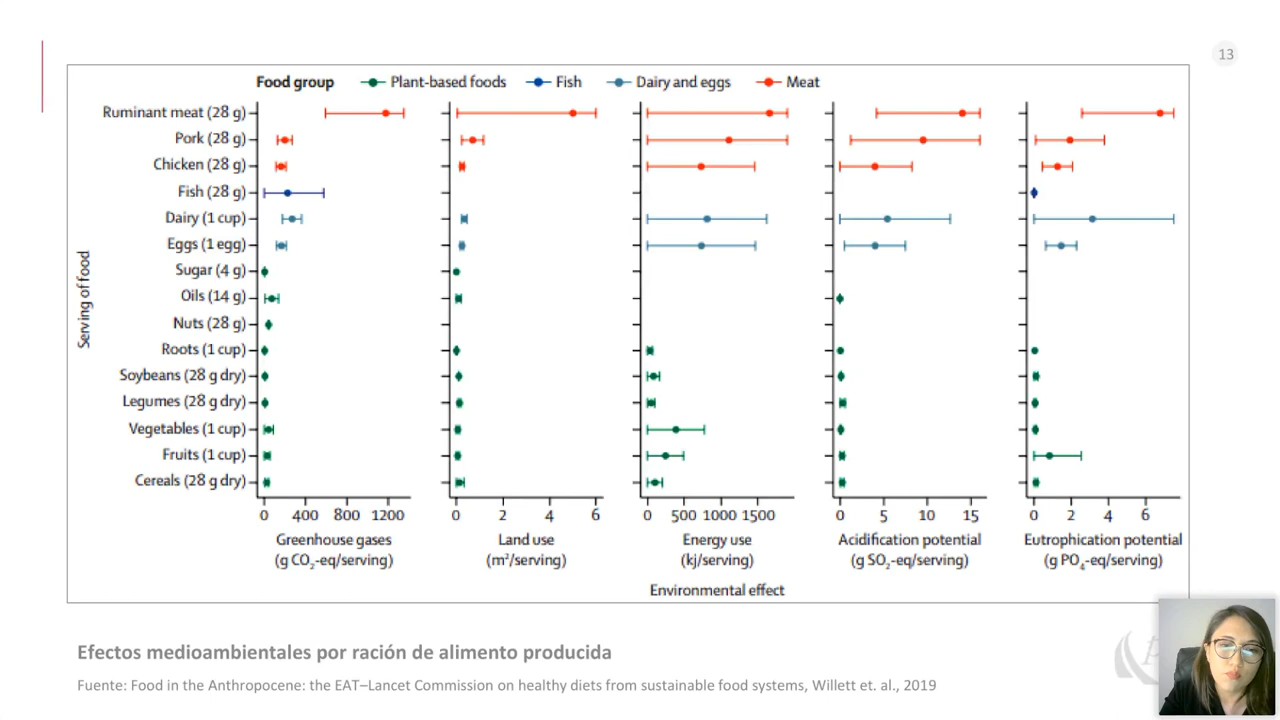 13
Food group Plant-based foods Fish Dairy and eggs Meat
Serving of food
Ruminant meat (28 g)
Pork (28 g)
Chicken (28 g)
Fish (28 g)
Dairy (1 cup)
Eggs (1 egg)
Sugar (4 g)
Oils (14 g)
Nuts (28 g)
Roots (1 cup)
Soybeans (28 g dry)
Legumes (28 g dry)
Vegetables (1 cup)
Fruits (1 cup)
Cereals (28 g dry)
0 400 800 1200
Greenhouse gases
(g CO₂-eq/serving)
0 2 4 6
Land use
(m²/serving)
0 500 1000 1500
Energy use
(kj/serving)
0 5 10 15
Acidification potential
(g SO₂-eq/serving)
0 2 4 6
Eutrophication potential
(g PO₄-eq/serving)
Environmental effect
Efectos medioambientales por ración de alimento producida
Fuente: Food in the Anthropocene: the EAT–Lancet Commission on healthy diets from sustainable food systems, Willett et. al., 2019